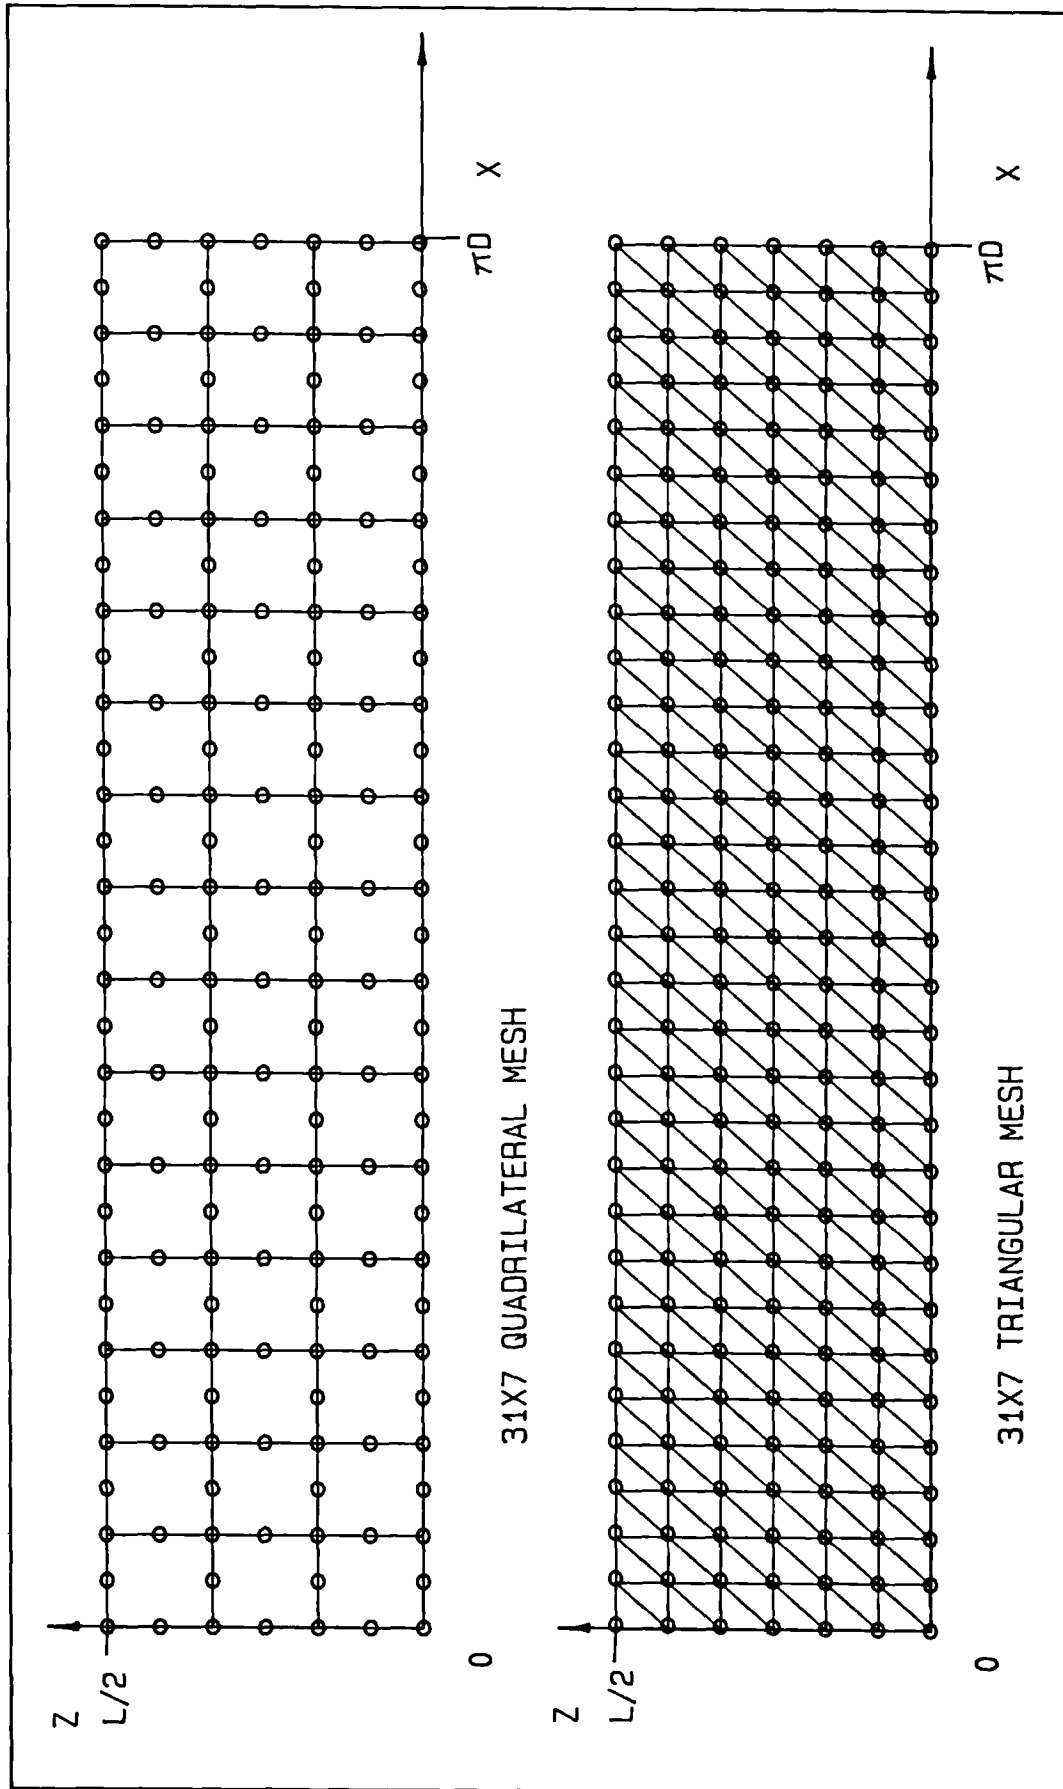 Z
L/2
0
πD
X
31X7 QUADRILATERAL MESH
Z
L/2
0
πD
X
31X7 TRIANGULAR MESH